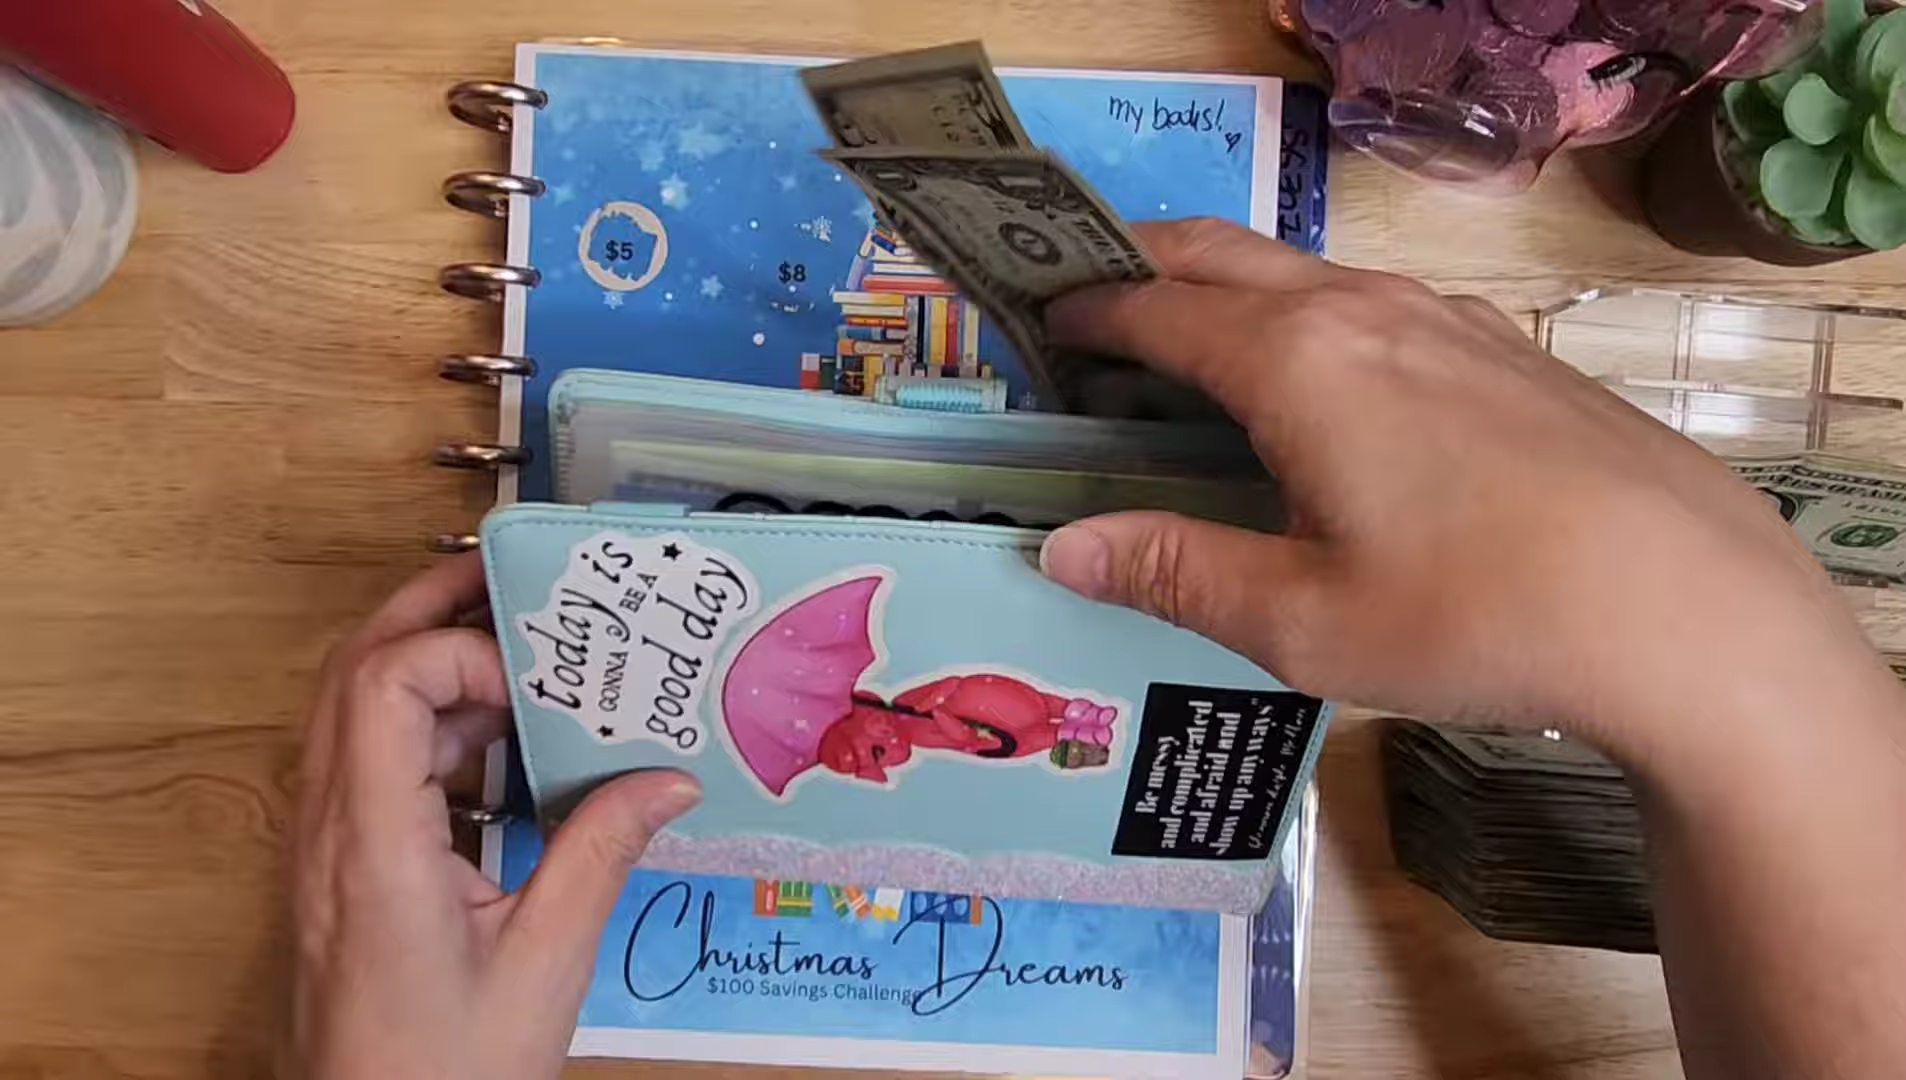 my books!
$5
$8
today is
GONNA BE A
good day
Be messy
and complicated
and afraid and
show up anyways"
Christmas Dreams
$100 Savings Challenge